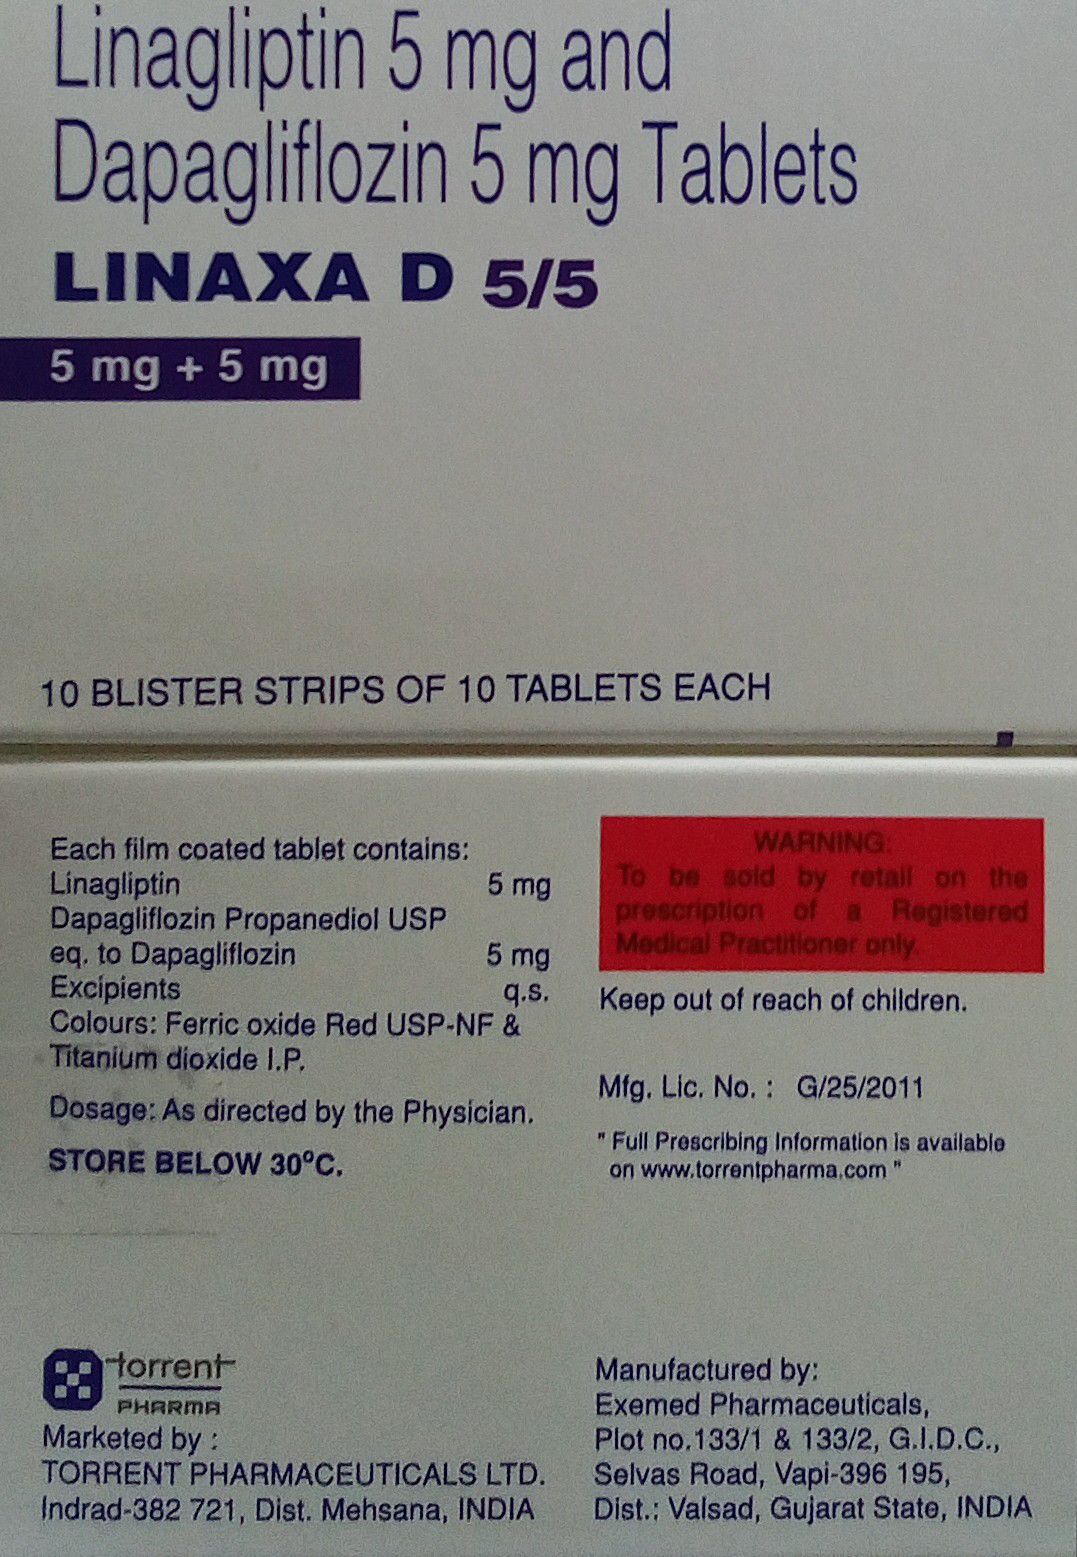 Linagliptin 5 mg and
Dapagliflozin 5 mg Tablets
LINAXA D 5/5
5 mg + 5 mg
10 BLISTER STRIPS OF 10 TABLETS EACH
Each film coated tablet contains:
Linagliptin 5 mg
Dapagliflozin Propanediol USP
eq. to Dapagliflozin 5 mg
Excipients q.s.
Colours: Ferric oxide Red USP-NF &
Titanium dioxide I.P.
Dosage: As directed by the Physician.
STORE BELOW 30ºC.
WARNING:
To be sold by retail on the
prescription of a Registered
Medical Practitioner only.
Keep out of reach of children.
Mfg. Lic. No. : G/25/2011
" Full Prescribing Information is available
on www.torrentpharma.com "
torrent
PHARMA
Marketed by :
TORRENT PHARMACEUTICALS LTD.
Indrad-382 721, Dist. Mehsana, INDIA
Manufactured by:
Exemed Pharmaceuticals,
Plot no.133/1 & 133/2, G.I.D.C.,
Selvas Road, Vapi-396 195,
Dist.: Valsad, Gujarat State, INDIA